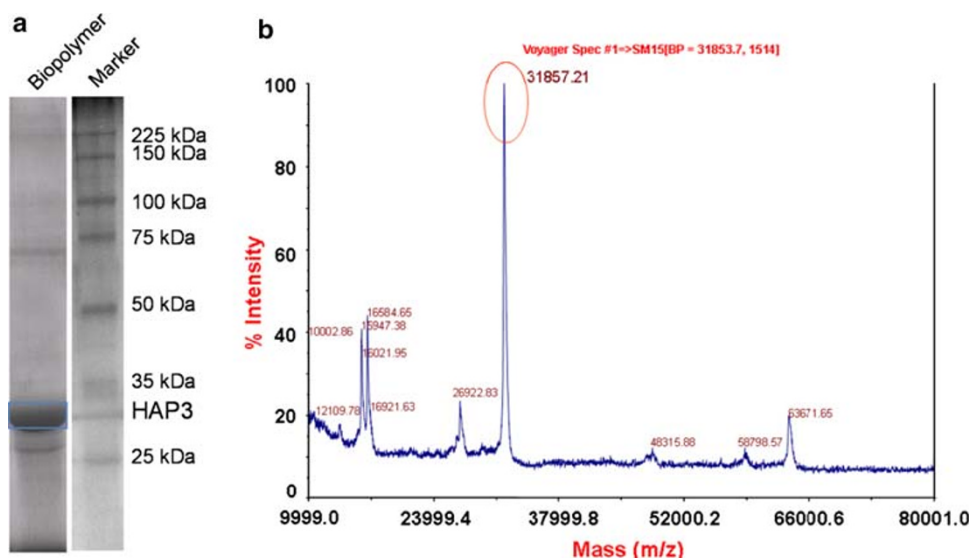 a
Biopolymer
Marker
225 kDa
150 kDa
100 kDa
75 kDa
50 kDa
35 kDa
HAP3
25 kDa
b
Voyager Spec #1=>SM15[BP = 31853.7, 1514]
31857.21
100
80
60
40
20
0
% Intensity
16584.65
10002.86
15947.38
16021.95
12109.78
16921.63
26922.83
48315.88
58798.57
63671.65
9999.0
23999.4
37999.8
52000.2
66000.6
80001.0
Mass (m/z)